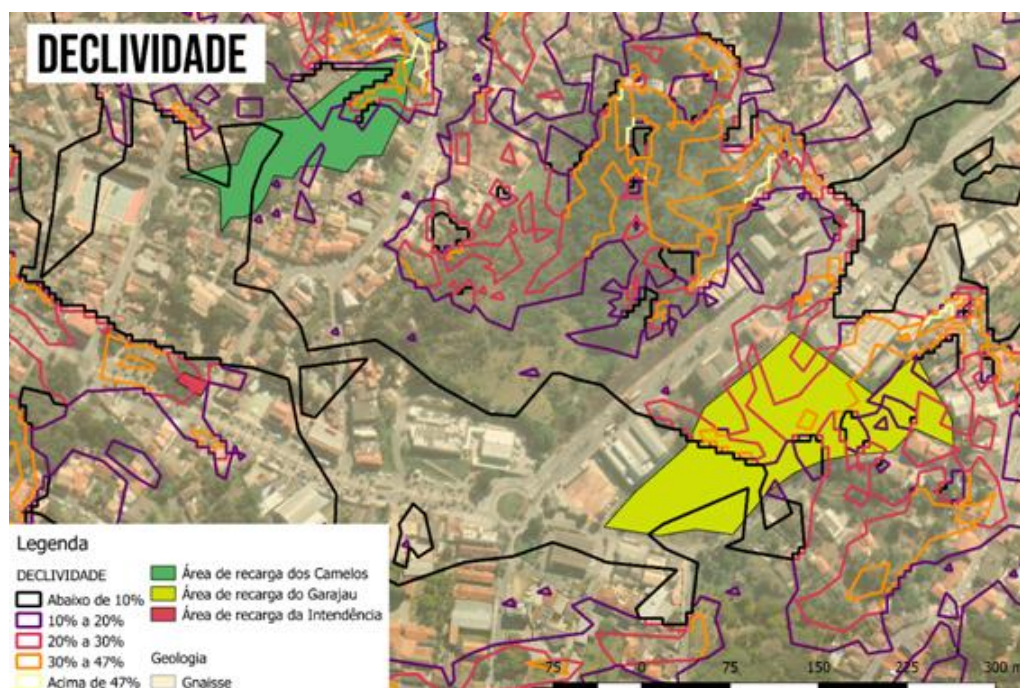 DECLIVIDADE
Legenda
DECLIVIDADE
Abaixo de 10%
10% a 20%
20% a 30%
30% a 47%
Acima de 47%
Área de recarga dos Camelos
Área de recarga do Garajau
Área de recarga da Intendência
Geologia
Gnaisse
75 0 75 150 225 300 m